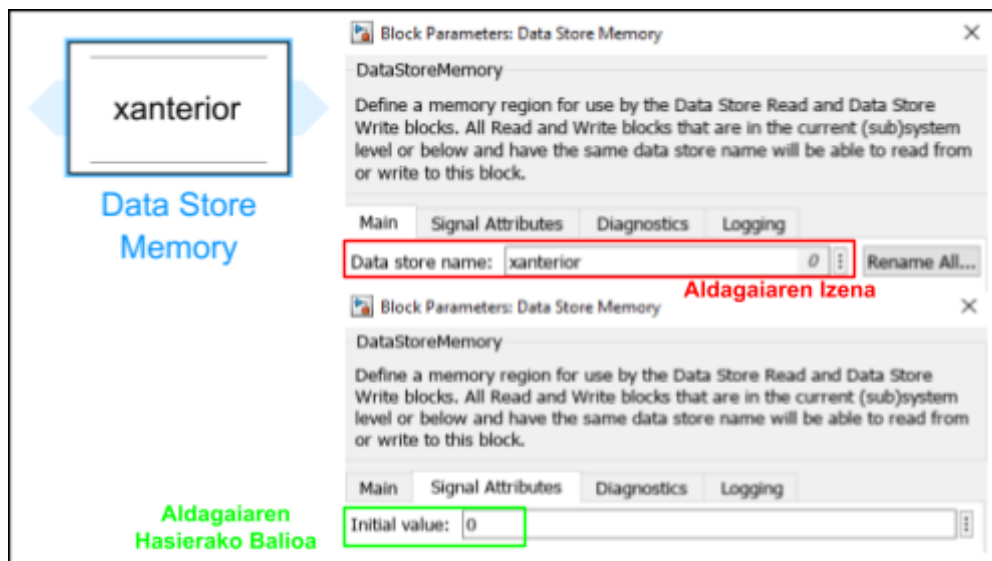 xanterior
Data Store
Memory
Block Parameters: Data Store Memory
DataStoreMemory
Define a memory region for use by the Data Store Read and Data Store
Write blocks. All Read and Write blocks that are in the current (sub)system
level or below and have the same data store name will be able to read from
or write to this block.
Main Signal Attributes Diagnostics Logging
Data store name: xanterior 0 Rename All...
Aldagaiaren Izena
Block Parameters: Data Store Memory
DataStoreMemory
Define a memory region for use by the Data Store Read and Data Store
Write blocks. All Read and Write blocks that are in the current (sub)system
level or below and have the same data store name will be able to read from
or write to this block.
Main Signal Attributes Diagnostics Logging
Aldagaiaren
Hasierako Balioa
Initial value: 0